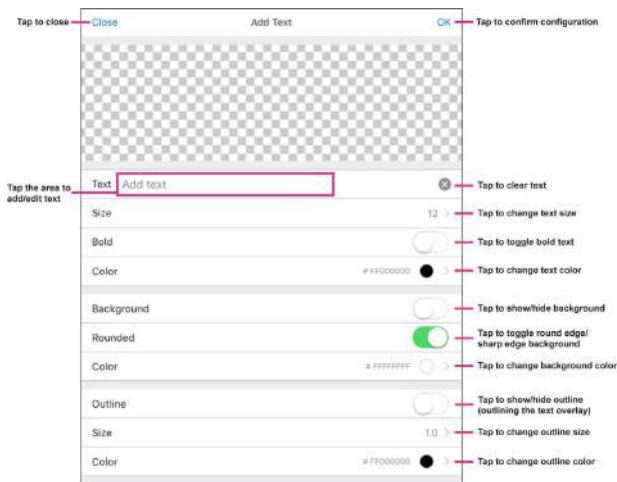 Tap to close Close Add Text OK Tap to confirm configuration
Tap the area to
add/edit text
Text Add text Tap to clear text
Size 12 > Tap to change text size
Bold Tap to toggle bold text
Color # FF000000 > Tap to change text color
Background Tap to show/hide background
Rounded Tap to toggle round edge/
sharp edge background
Color # FFFFFFFF > Tap to change background color
Outline Tap to show/hide outline
(outlining the text overlay)
Size 1.0 > Tap to change outline size
Color # FF000000 > Tap to change outline color